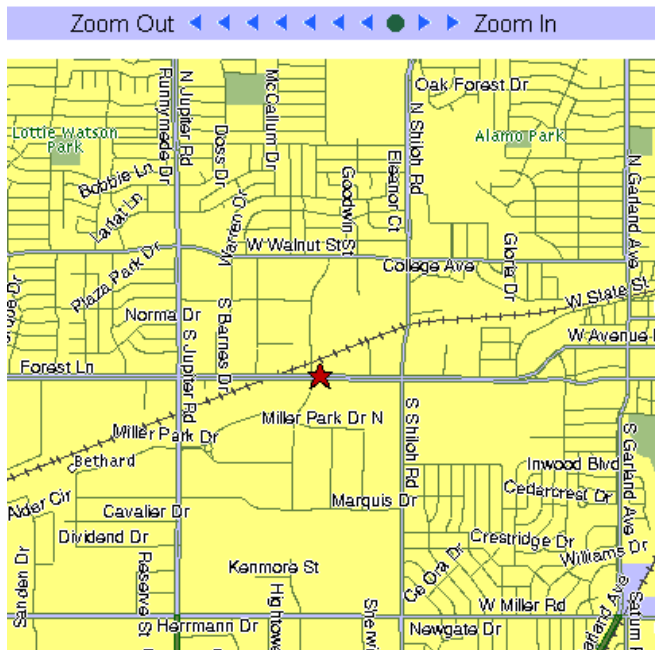 Zoom Out
Zoom In
Oak Forest Dr
McCallum Dr
Runnymede Dr
N Jupiter Rd
N Shiloh Rd
Lottie Watson
Park
Alamo Park
Doss Dr
Bobbie Ln
Goodwin St
Eleanor Ct
N Garland Ave
Lariat Ln
Warren Dr
W Walnut St
College Ave
Gloria Dr
Plaza Park Dr
W State St
Norma Dr
S Barnes Dr
S Jupiter Rd
W Avenue
Forest Ln
Miller Park Dr N
S Shiloh Rd
Miller Park Dr
S Garland Ave
Bethard
Inwood Blvd
Alder Cir
Marquis Dr
Cedarcrest Dr
Cavalier Dr
Dividend Dr
Crestridge Dr
Williams Dr
Sanden Dr
Reserve St
Kenmore St
Ce Ora Dr
W Miller Rd
Herrmann Dr
Newgate Dr